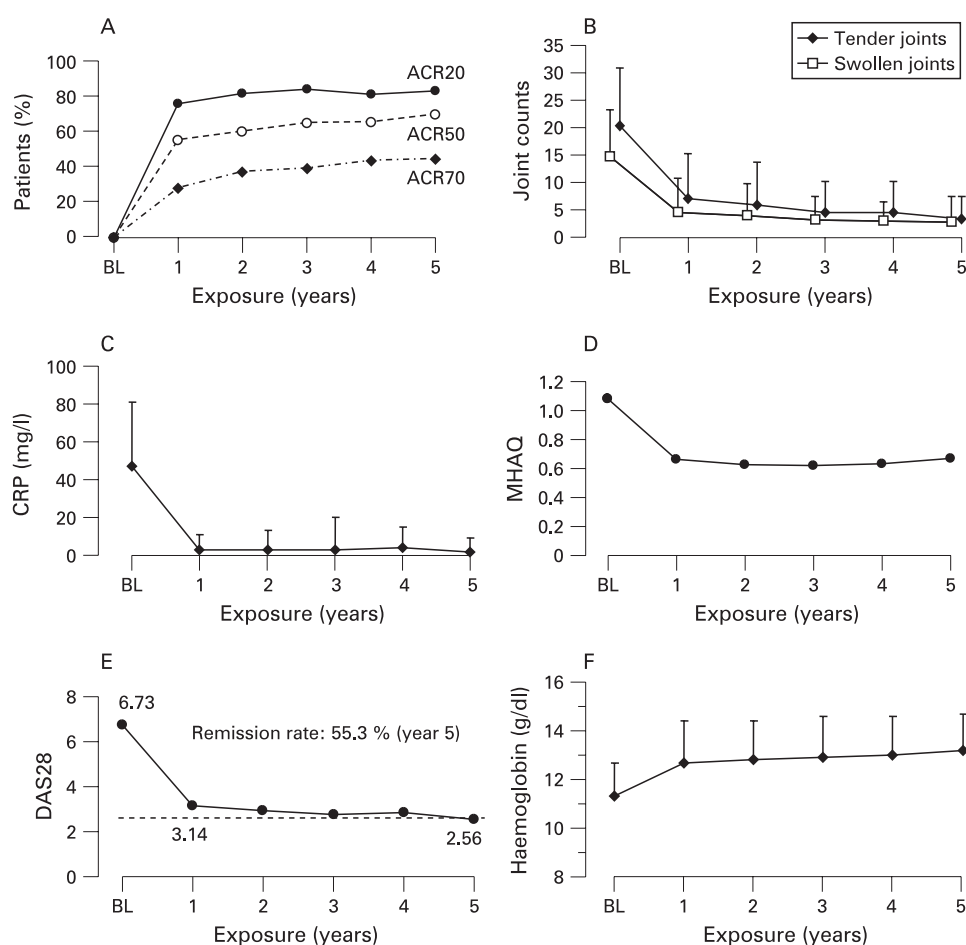 A
100
80
60
40
20
0
Patients (%)
ACR20
ACR50
ACR70
BL 1 2 3 4 5
Exposure (years)
B
Tender joints
Swollen joints
35
30
25
20
15
10
5
0
Joint counts
BL 1 2 3 4 5
Exposure (years)
C
100
80
60
40
20
0
CRP (mg/l)
BL 1 2 3 4 5
Exposure (years)
D
1.2
1.0
0.8
0.6
0.4
0.2
0
MHAQ
BL 1 2 3 4 5
Exposure (years)
E
8
6
4
2
0
DAS28
6.73
Remission rate: 55.3 % (year 5)
3.14
2.56
BL 1 2 3 4 5
Exposure (years)
F
16
14
12
10
8
Haemoglobin (g/dl)
BL 1 2 3 4 5
Exposure (years)